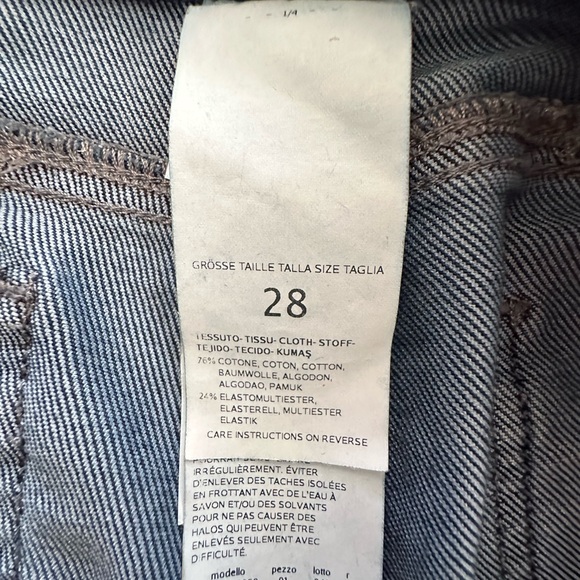 1/4
GRÖSSE TAILLE TALLA SIZE TAGLIA
28
TESSUTO- TISSU- CLOTH- STOFF-
TEJIDO- TECIDO- KUMAŞ
76% COTONE, COTON, COTTON,
BAUMWOLLE, ALGODON,
ALGODAO, PAMUK
24% ELASTOMULTIESTER,
ELASTERELL, MULTIESTER
ELASTIK
CARE INSTRUCTIONS ON REVERSE
IRRÉGULIÈREMENT. ÉVITER
D'ENLEVER DES TACHES ISOLÉES
EN FROTTANT AVEC DE L'EAU À
SAVON ET/OU DES SOLVANTS
POUR NE PAS CAUSER DES
HALOS QUI PEUVENT ÊTRE
ENLEVÉS SEULEMENT AVEC
DIFFICULTÉ.
modello pezzo lotto